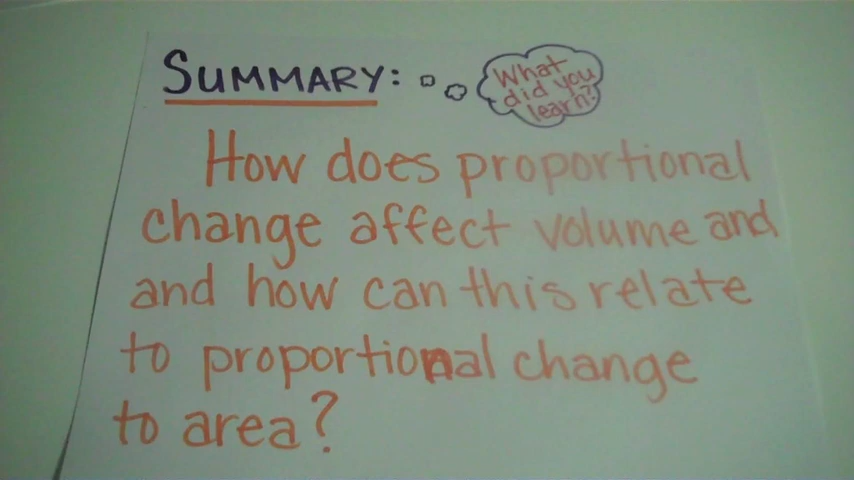 SUMMARY:
What
did you
learn?
How does proportional
change affect volume and
and how can this relate
to proportional change
to area?